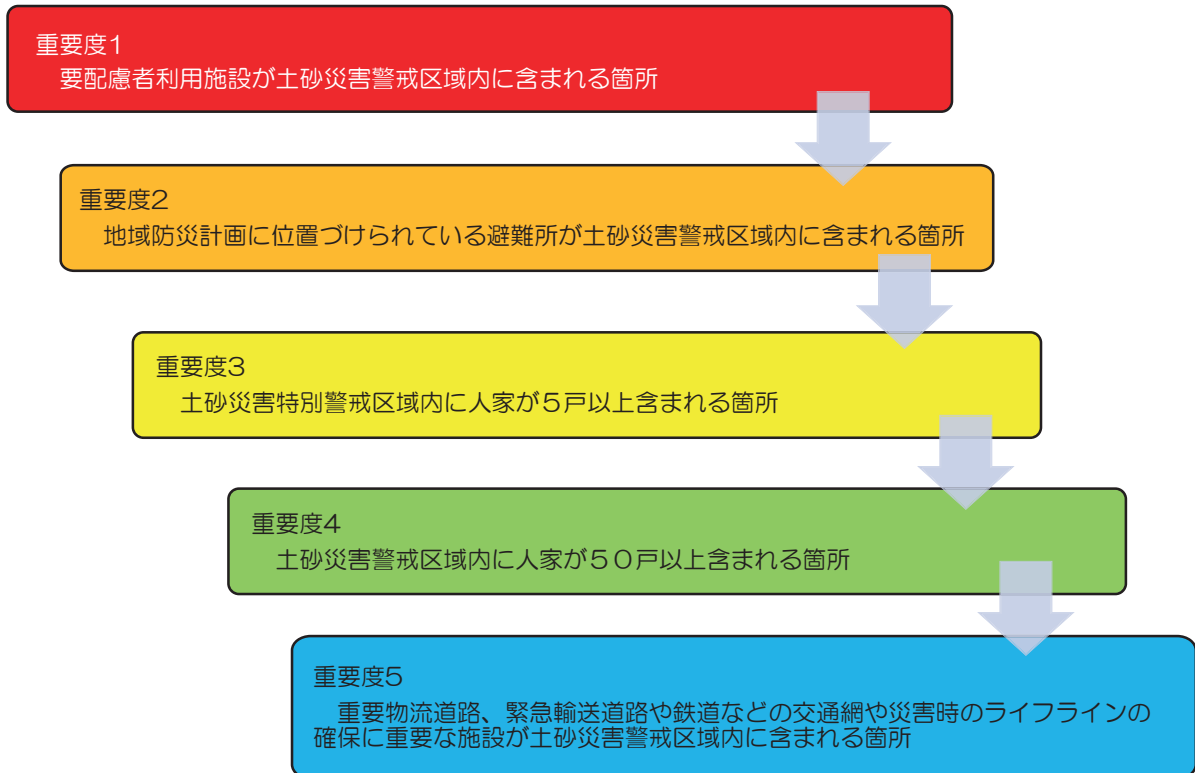 重要度1
要配慮者利用施設が土砂災害警戒区域内に含まれる箇所
重要度2
地域防災計画に位置づけられている避難所が土砂災害警戒区域内に含まれる箇所
重要度3
土砂災害特別警戒区域内に人家が5戸以上含まれる箇所
重要度4
土砂災害警戒区域内に人家が５０戸以上含まれる箇所
重要度5
重要物流道路、緊急輸送道路や鉄道などの交通網や災害時のライフラインの
確保に重要な施設が土砂災害警戒区域内に含まれる箇所